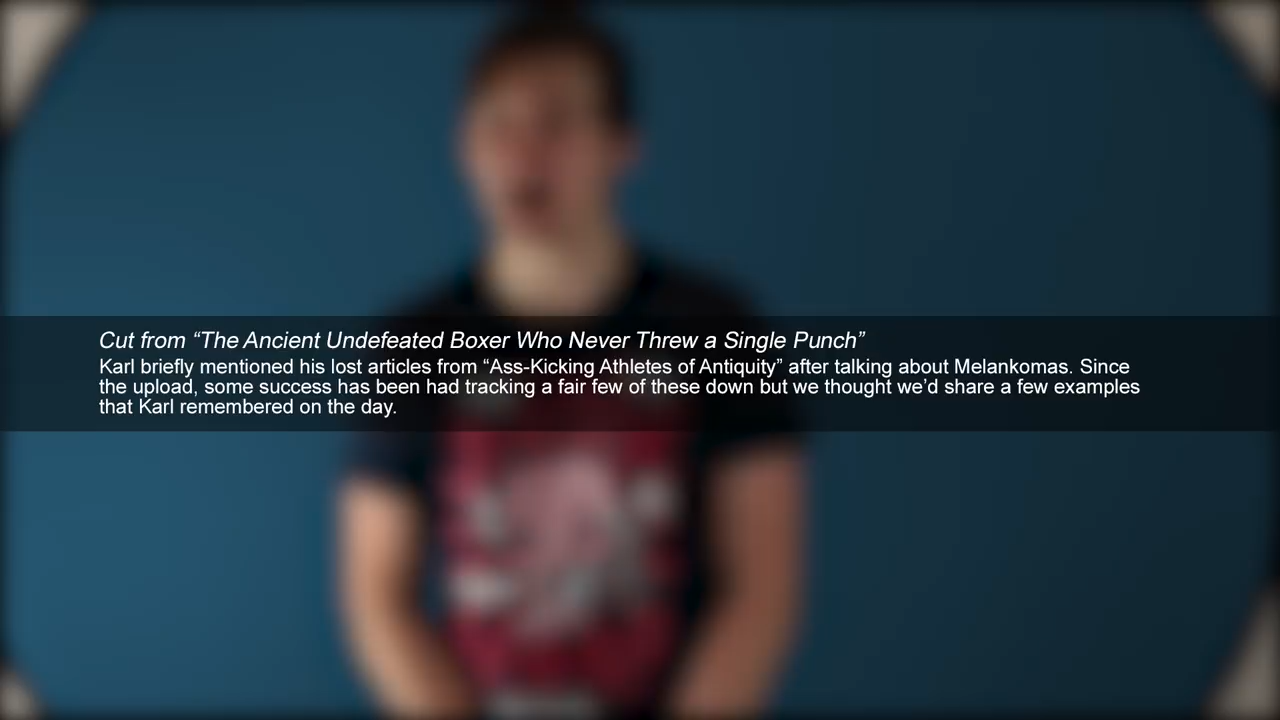 Cut from “The Ancient Undefeated Boxer Who Never Threw a Single Punch”
Karl briefly mentioned his lost articles from “Ass-Kicking Athletes of Antiquity” after talking about Melankomas. Since
the upload, some success has been had tracking a fair few of these down but we thought we’d share a few examples
that Karl remembered on the day.